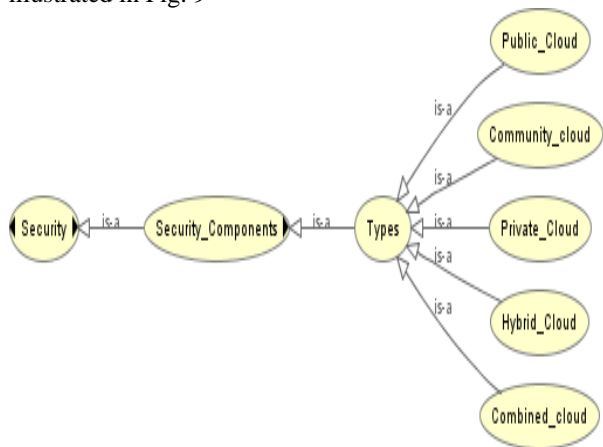 illustrated in Fig. 9
Public_Cloud
is-a
Community_cloud
is-a
Security
is-a
Security_Components
is-a
Types
is-a
Private_Cloud
is-a
Hybrid_Cloud
is-a
Combined_cloud